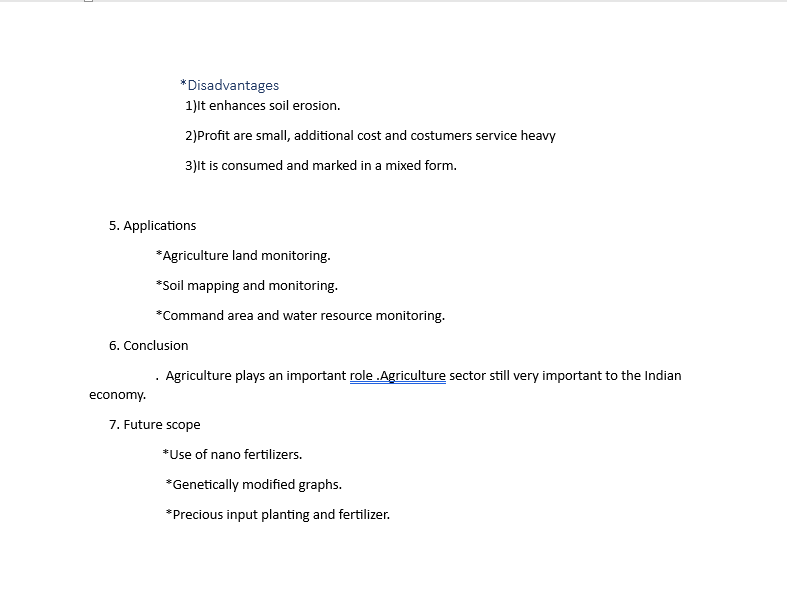 *Disadvantages
1)It enhances soil erosion.
2)Profit are small, additional cost and costumers service heavy
3)It is consumed and marked in a mixed form.
5. Applications
*Agriculture land monitoring.
*Soil mapping and monitoring.
*Command area and water resource monitoring.
6. Conclusion
. Agriculture plays an important role .Agriculture sector still very important to the Indian
economy.
7. Future scope
*Use of nano fertilizers.
*Genetically modified graphs.
*Precious input planting and fertilizer.